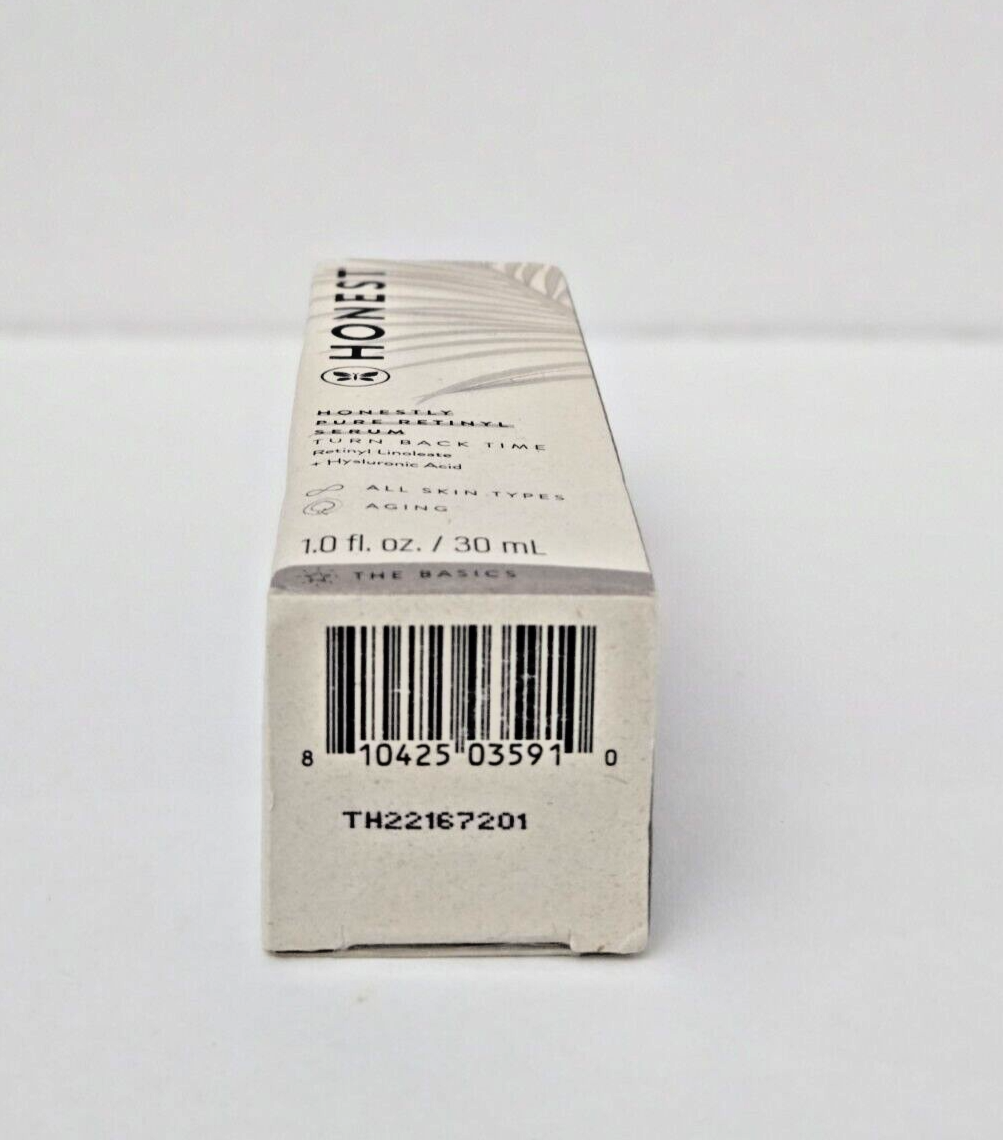 HONEST
HONESTLY
PURE RETINYL
SERUM
TURN BACK TIME
Retinyl Linoleate
+ Hyaluronic Acid
ALL SKIN TYPES
AGING
1.0 fl. oz. / 30 mL
THE BASICS
8 10425 03591 0
TH22167201